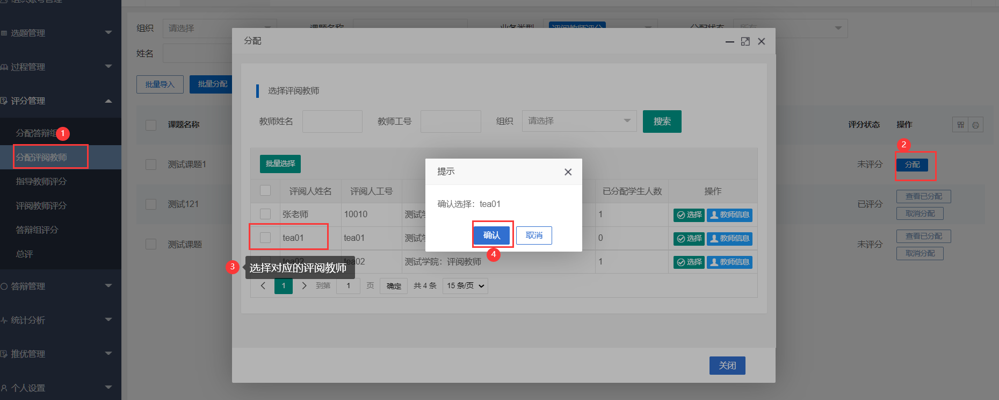 组织账号管理
选题管理
过程管理
评分管理
分配答辩组
1
分配评阅教师
指导教师评分
评阅教师评分
答辩组评分
总评
答辩管理
统计分析
推优管理
个人设置
组织
请选择
课题名称
业务类型
评阅教师评分
分配状态
所有
姓名
批量导入
批量分配
课题名称
评分状态
操作
2
测试课题1
未评分
分配
测试121
已评分
查看已分配
取消分配
测试课题
未评分
查看已分配
取消分配
分配
选择评阅教师
教师姓名
教师工号
组织
请选择
搜索
批量选择
评阅人姓名
评阅人工号
已分配学生人数
操作
张老师
10010
测试学
1
选择
教师信息
tea01
tea01
测试学
0
选择
教师信息
tea02
tea02
测试学院：评阅教师
1
选择
教师信息
3
选择对应的评阅教师
1
到第
1
页
确定
共 4 条
15 条/页
关闭
提示
确认选择：tea01
确认
取消
4